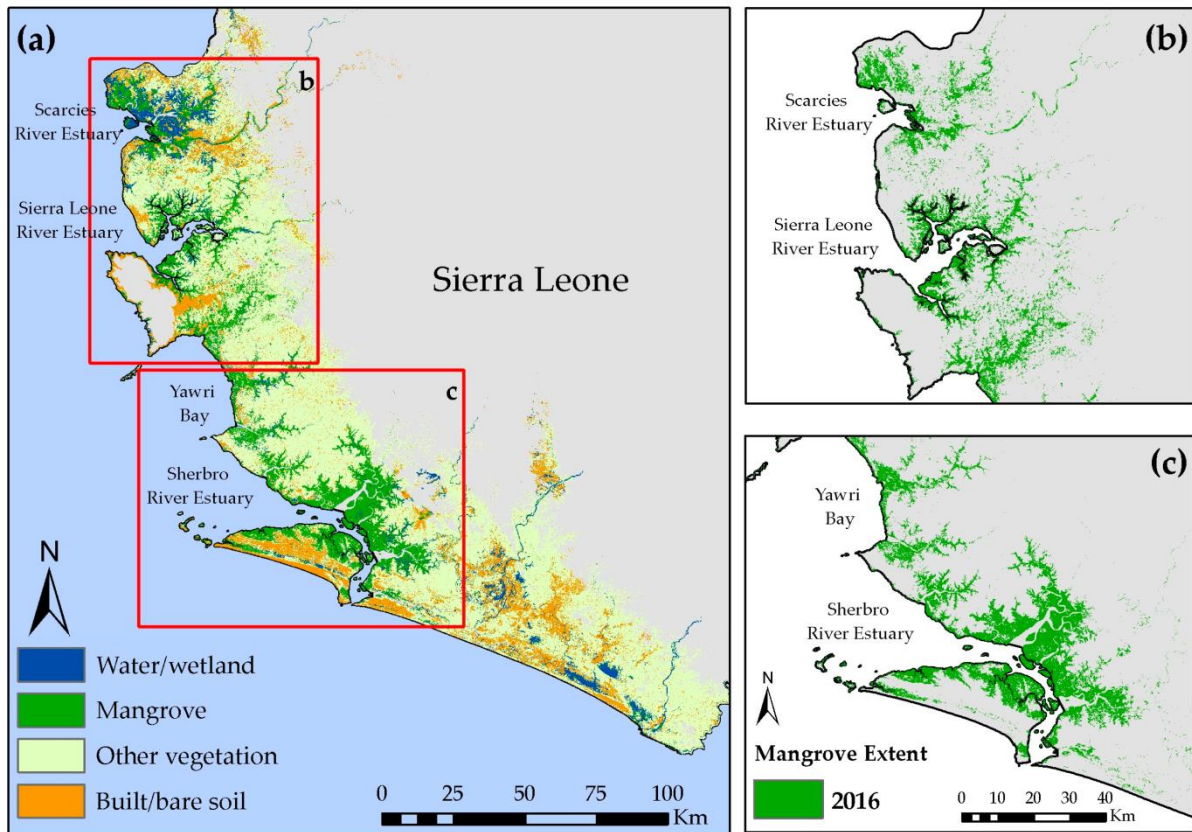 (a)
b
Scarcies
River Estuary
Sierra Leone
River Estuary
Sierra Leone
c
Yawri
Bay
Sherbro
River Estuary
N
Water/wetland
Mangrove
Other vegetation
Built/bare soil
0 25 50 75 100
Km
(b)
Scarcies
River Estuary
Sierra Leone
River Estuary
(c)
Yawri
Bay
Sherbro
River Estuary
N
Mangrove Extent
2016
0 10 20 30 40
Km